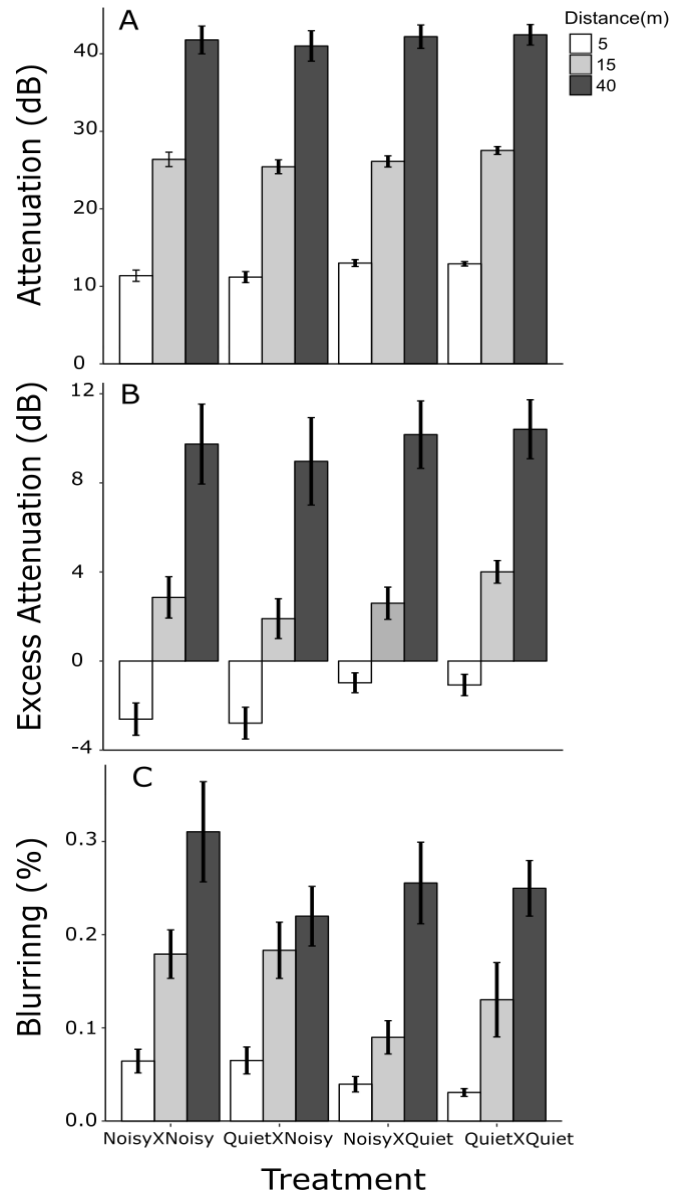 A
Distance(m)
5
15
40
Attenuation (dB)
40
30
20
10
0
B
Excess Attenuation (dB)
12
8
4
0
-4
C
Blurrinng (%)
0.3
0.2
0.1
0.0
NoisyXNoisy QuietXNoisy NoisyXQuiet QuietXQuiet
Treatment